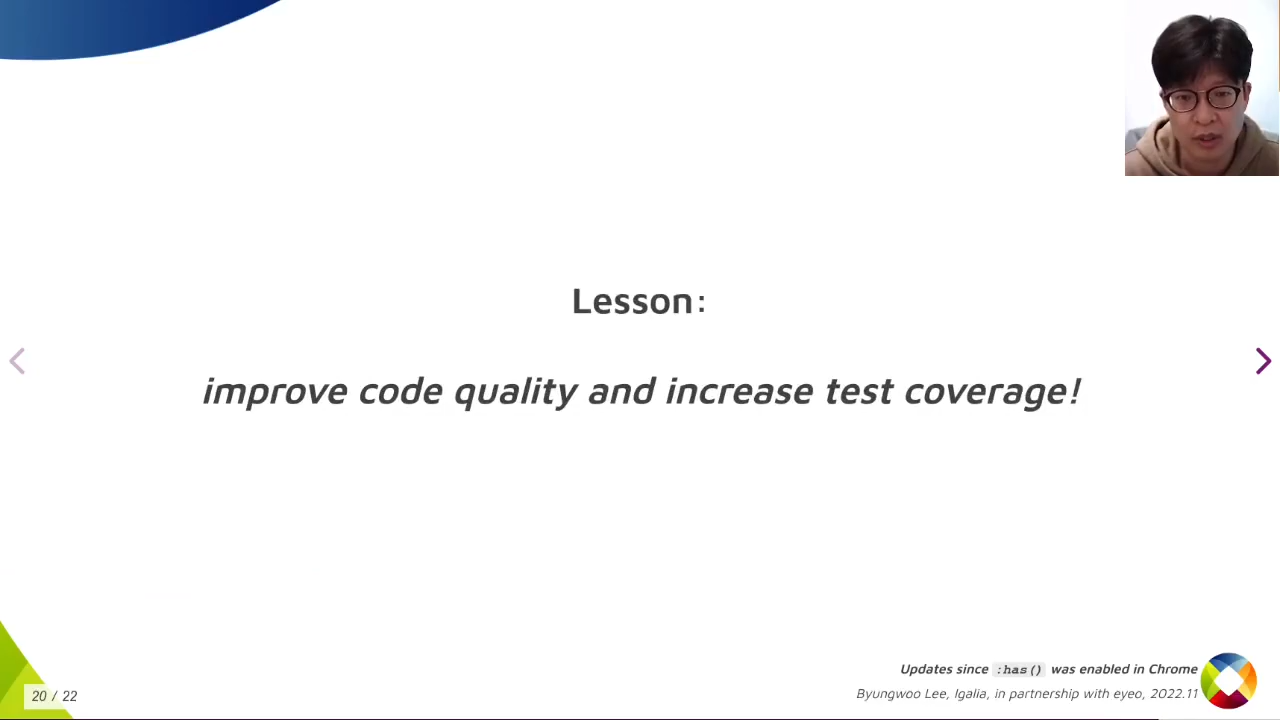 Lesson:
improve code quality and increase test coverage!
Updates since :has() was enabled in Chrome
20 / 22
Byungwoo Lee, Igalia, in partnership with eyeo, 2022.11